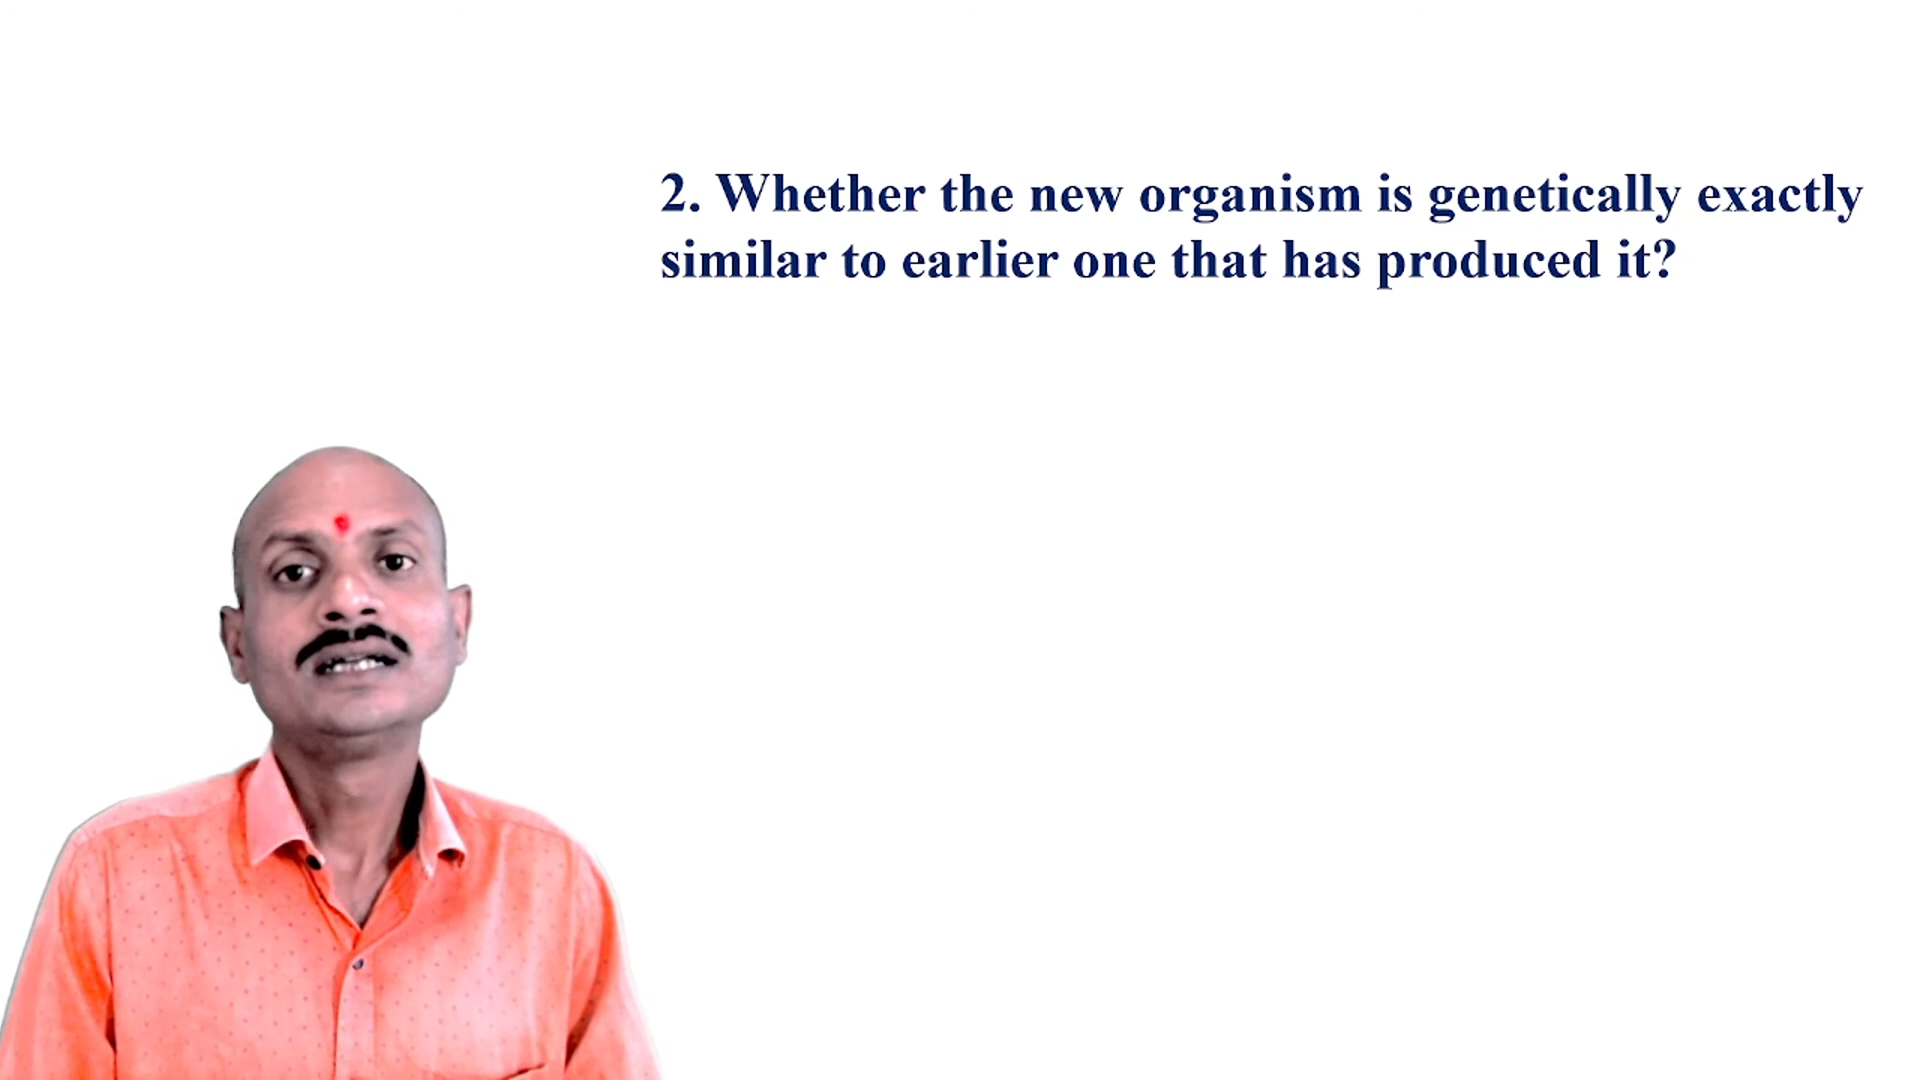 2. Whether the new organism is genetically exactly
similar to earlier one that has produced it?